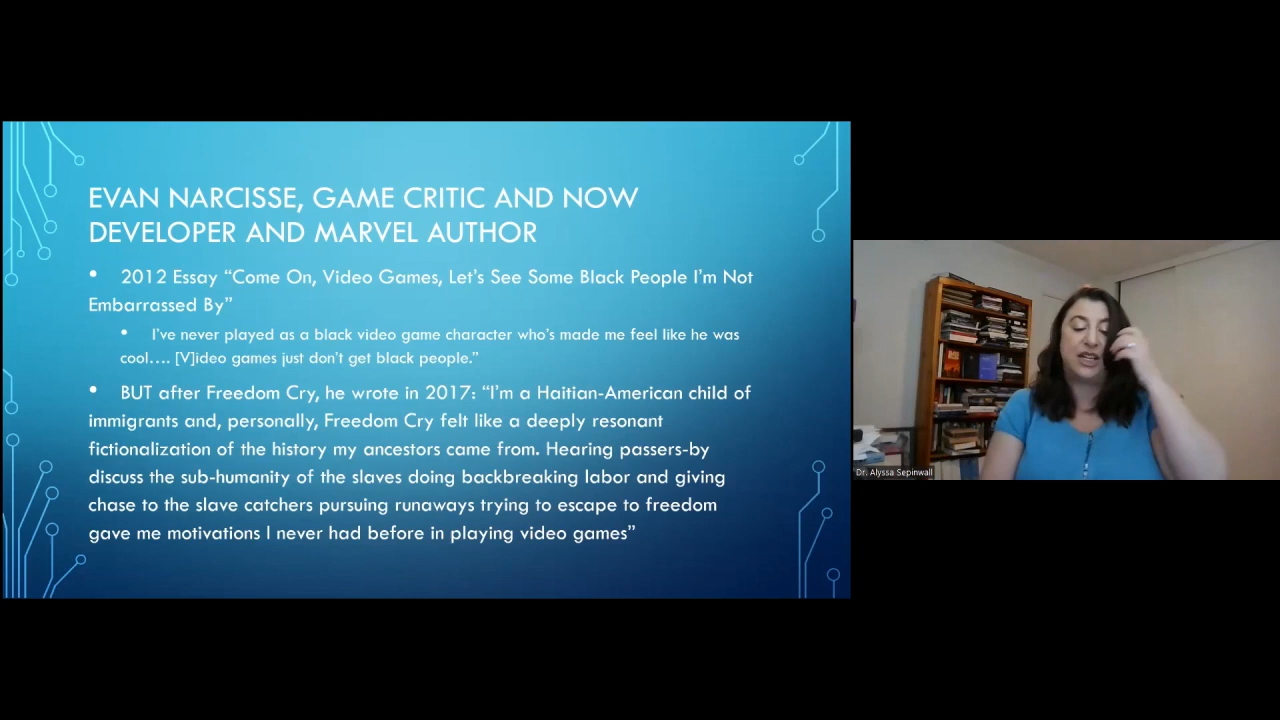 EVAN NARCISSE, GAME CRITIC AND NOW
DEVELOPER AND MARVEL AUTHOR
• 2012 Essay “Come On, Video Games, Let’s See Some Black People I’m Not
Embarrassed By”
• I’ve never played as a black video game character who’s made me feel like he was
cool…. [V]ideo games just don’t get black people.”
• BUT after Freedom Cry, he wrote in 2017: “I’m a Haitian-American child of
immigrants and, personally, Freedom Cry felt like a deeply resonant
fictionalization of the history my ancestors came from. Hearing passers-by
discuss the sub-humanity of the slaves doing backbreaking labor and giving
chase to the slave catchers pursuing runaways trying to escape to freedom
gave me motivations I never had before in playing video games”
Dr. Alyssa Sepinwall